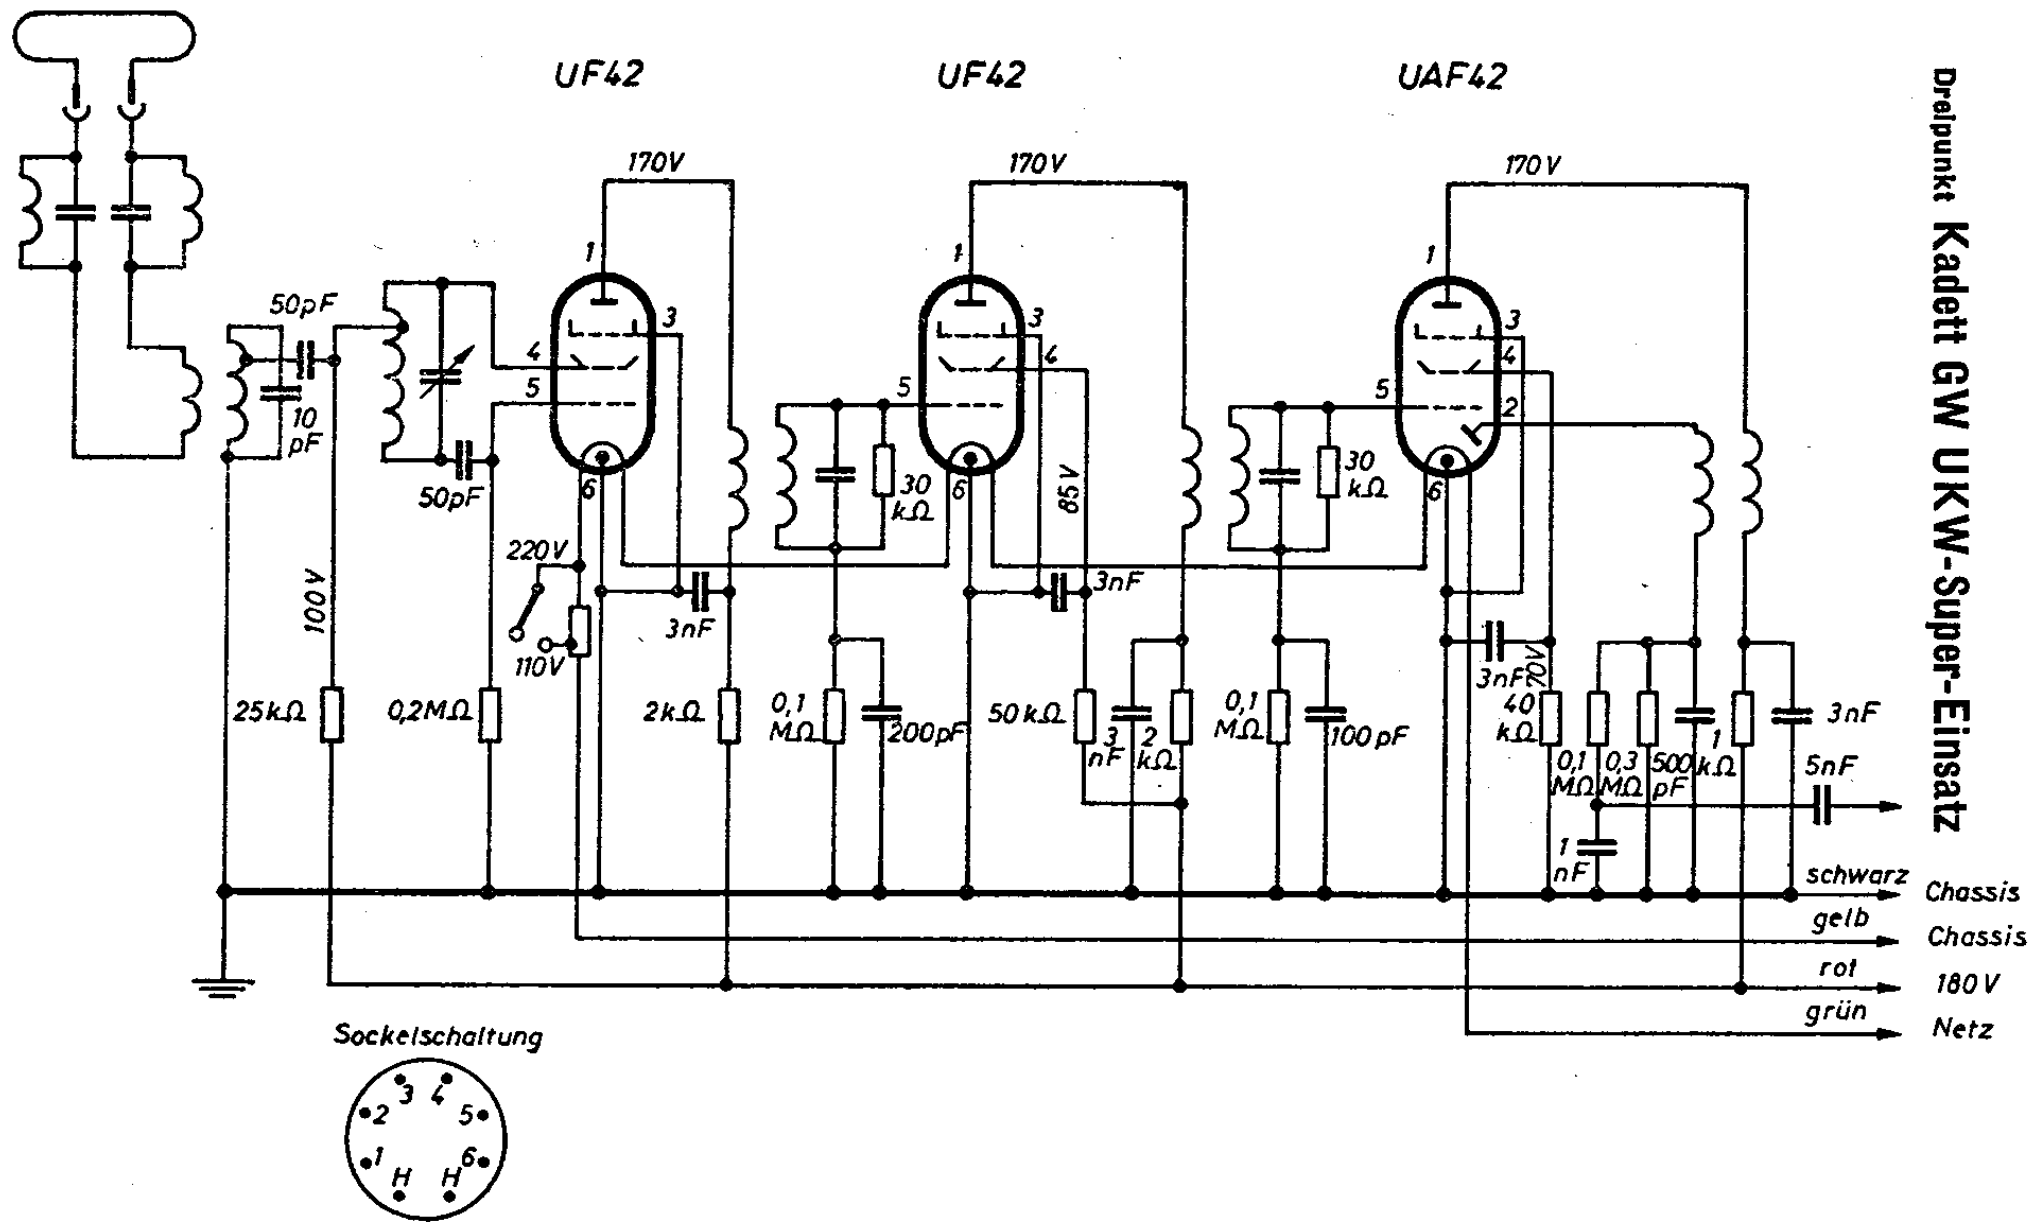 UF42
UF42
UAF42
Dreipunkt Kadett GW UKW-Super-Einsatz
170V
170V
170V
1
1
1
50pF
10
pF
3
4
5
6
3
4
5
6
3
4
5
2
6
50pF
30
kΩ
85V
30
kΩ
220V
110V
100V
3nF
3nF
3nF
70V
25kΩ
0,2MΩ
2kΩ
0,1
MΩ
200pF
50kΩ
3
nF
2
kΩ
0,1
MΩ
100pF
40
kΩ
0,1
MΩ
0,3
MΩ
500
pF
1
kΩ
3nF
5nF
1
nF
schwarz
Chassis
gelb
Chassis
rot
180V
grün
Netz
Sockelschaltung
3
4
2
5
1
6
H
H